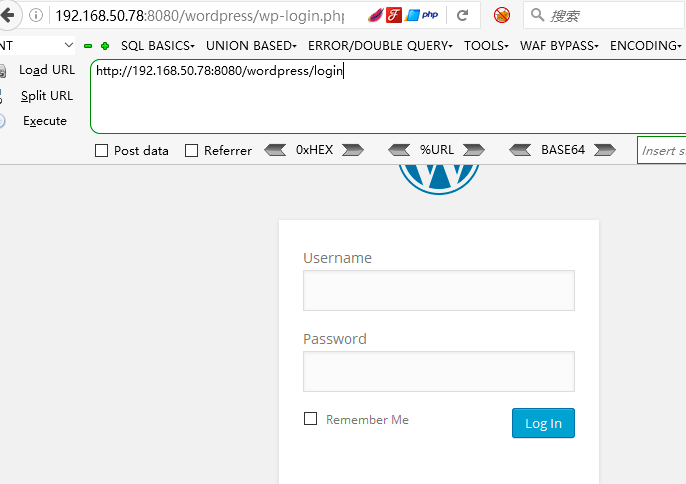 192.168.50.78:8080/wordpress/wp-login.php
php
搜索
NT SQL BASICS UNION BASED ERROR/DOUBLE QUERY TOOLS WAF BYPASS ENCODING
Load URL
http://192.168.50.78:8080/wordpress/login
Split URL
Execute
Post data Referrer 0xHEX %URL BASE64 Insert s
Username
Password
Remember Me Log In